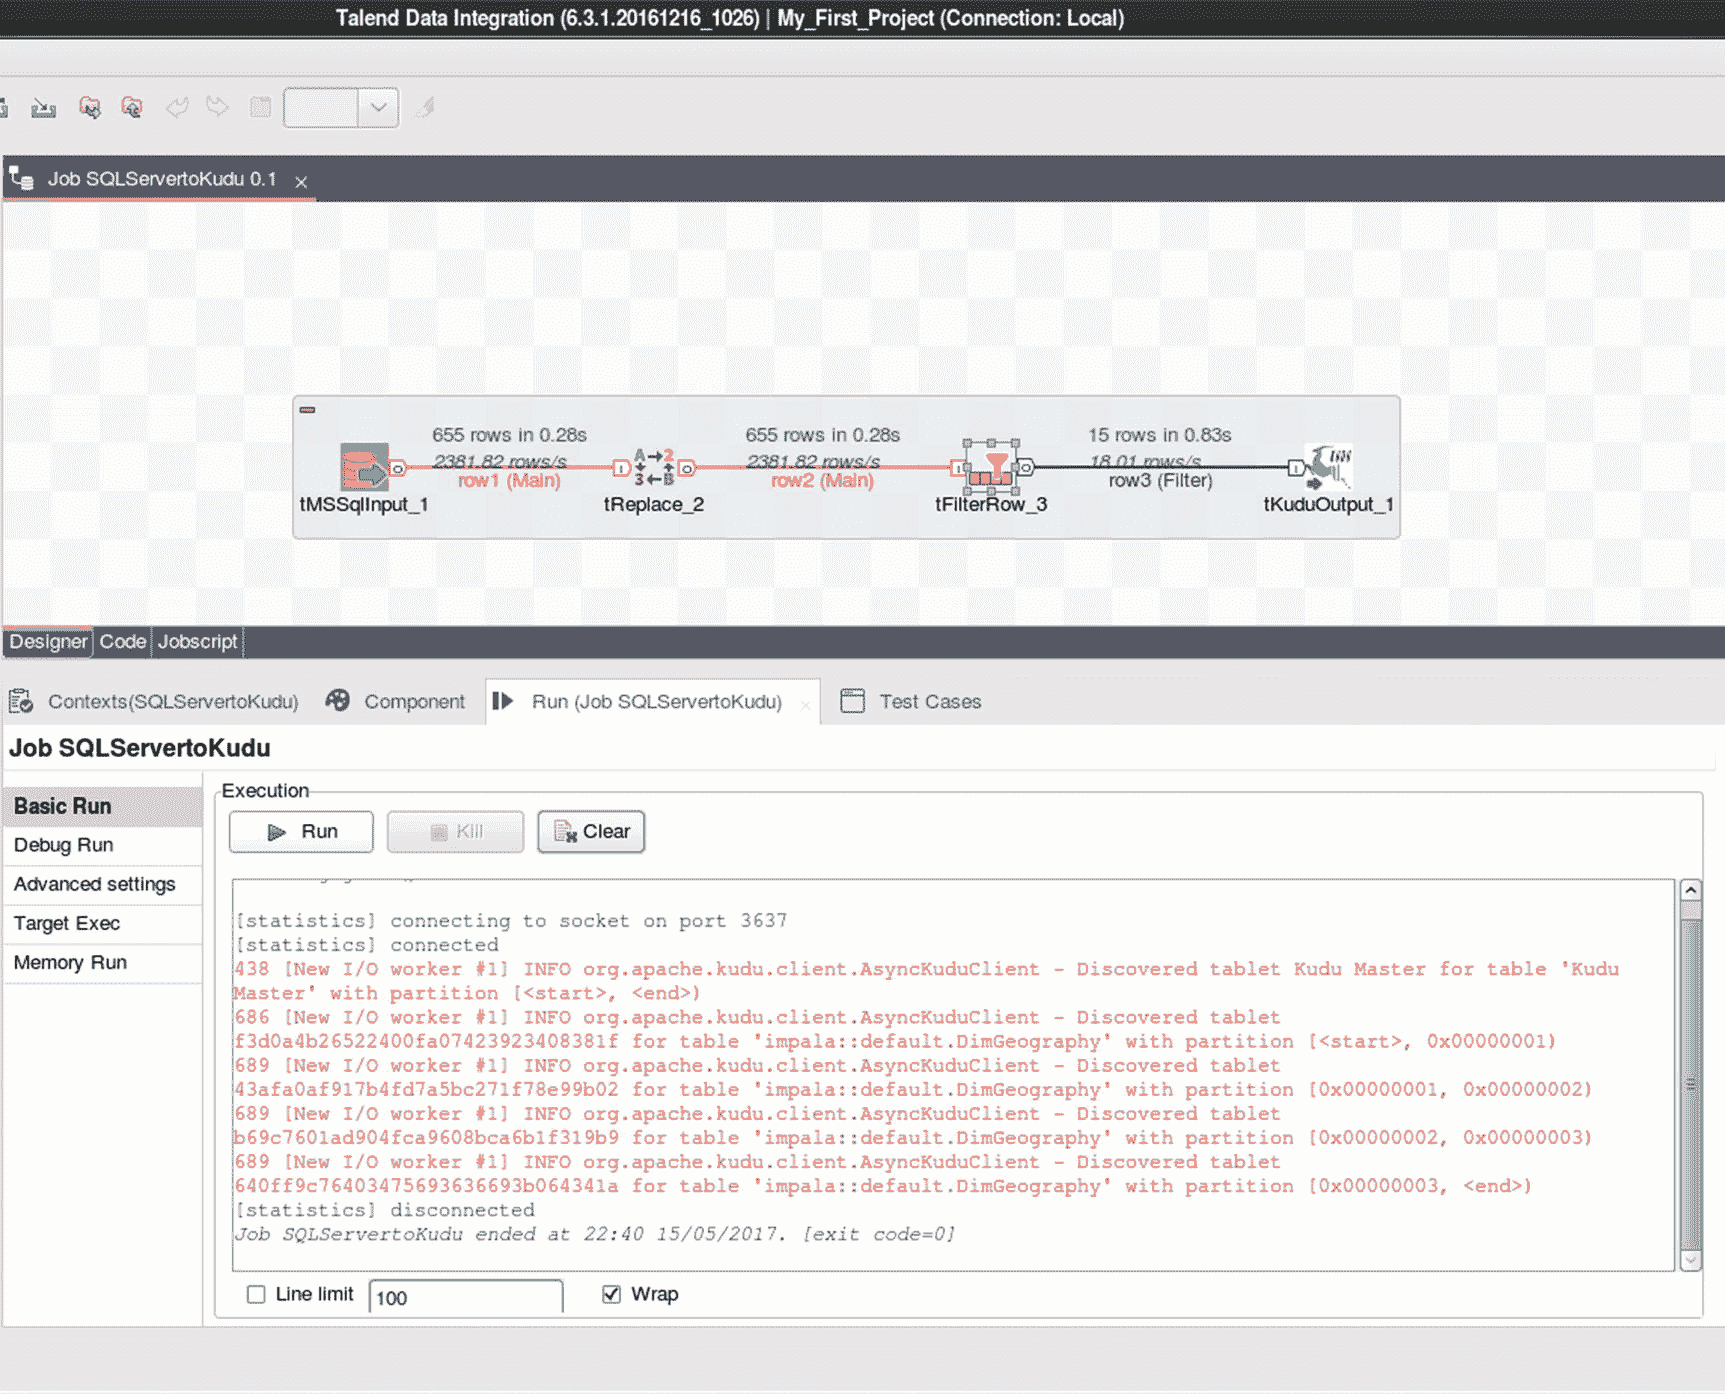 Talend Data Integration (6.3.1.20161216_1026) | My_First_Project (Connection: Local)
Job SQLServertoKudu 0.1
655 rows in 0.28s
2381.82 rows/s
row1 (Main)
655 rows in 0.28s
2381.82 rows/s
row2 (Main)
15 rows in 0.83s
18.01 rows/s
row3 (Filter)
tMSSqlInput_1
tReplace_2
tFilterRow_3
tKuduOutput_1
Designer Code Jobscript
Contexts(SQLServertoKudu) Component Run (Job SQLServertoKudu) Test Cases
Job SQLServertoKudu
Basic Run
Debug Run
Advanced settings
Target Exec
Memory Run
Execution
Run Kill Clear
[statistics] connecting to socket on port 3637
[statistics] connected
438 [New I/O worker #1] INFO org.apache.kudu.client.AsyncKuduClient - Discovered tablet Kudu Master for table 'Kudu
Master' with partition [<start>, <end>)
686 [New I/O worker #1] INFO org.apache.kudu.client.AsyncKuduClient - Discovered tablet
f3d0a4b26522400fa07423923408381f for table 'impala::default.DimGeography' with partition [<start>, 0x00000001)
689 [New I/O worker #1] INFO org.apache.kudu.client.AsyncKuduClient - Discovered tablet
43afa0af917b4fd7a5bc271f78e99b02 for table 'impala::default.DimGeography' with partition [0x00000001, 0x00000002)
689 [New I/O worker #1] INFO org.apache.kudu.client.AsyncKuduClient - Discovered tablet
b69c7601ad904fca9608bca6b1f319b9 for table 'impala::default.DimGeography' with partition [0x00000002, 0x00000003)
689 [New I/O worker #1] INFO org.apache.kudu.client.AsyncKuduClient - Discovered tablet
640ff9c76403475693636693b064341a for table 'impala::default.DimGeography' with partition [0x00000003, <end>)
[statistics] disconnected
Job SQLServertoKudu ended at 22:40 15/05/2017. [exit code=0]
Line limit 100 Wrap